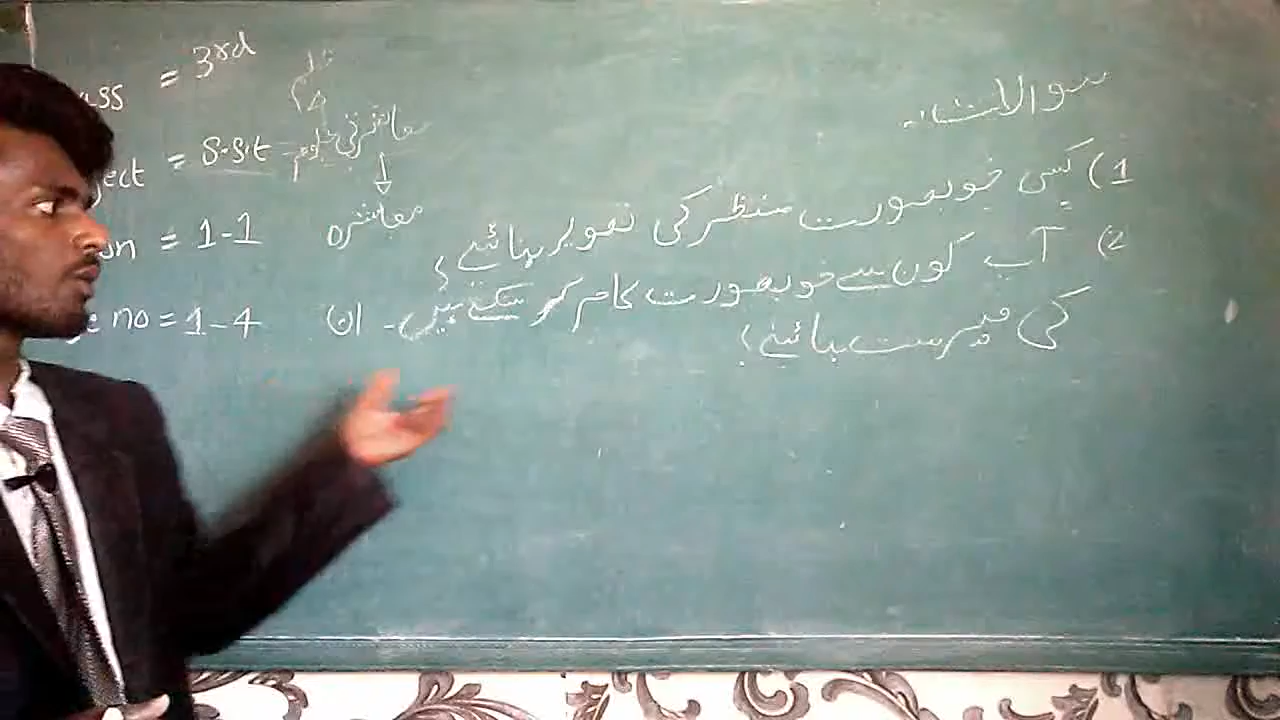 سوالات:-
1) کسی خوبصورت منظر کی تصویر بنائیے؟
2) آپ کون سے خوبصورت کام کر سکتے ہیں۔ ان
کی فہرست بنائیے؟
ass = 3rd
ject = S.St = معاشرتی علوم
علم
on = 1-1
معاشرہ
no = 1-4